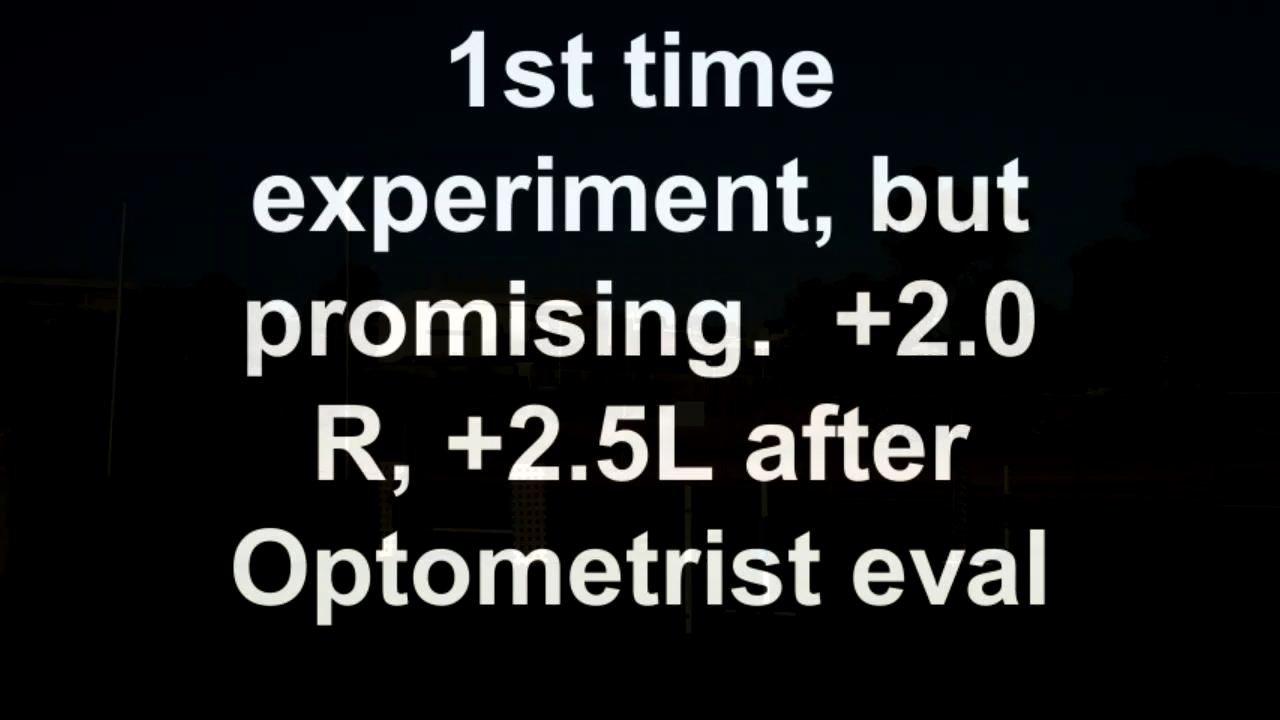 1st time
experiment, but
promising.  +2.0
R, +2.5L after
Optometrist eval